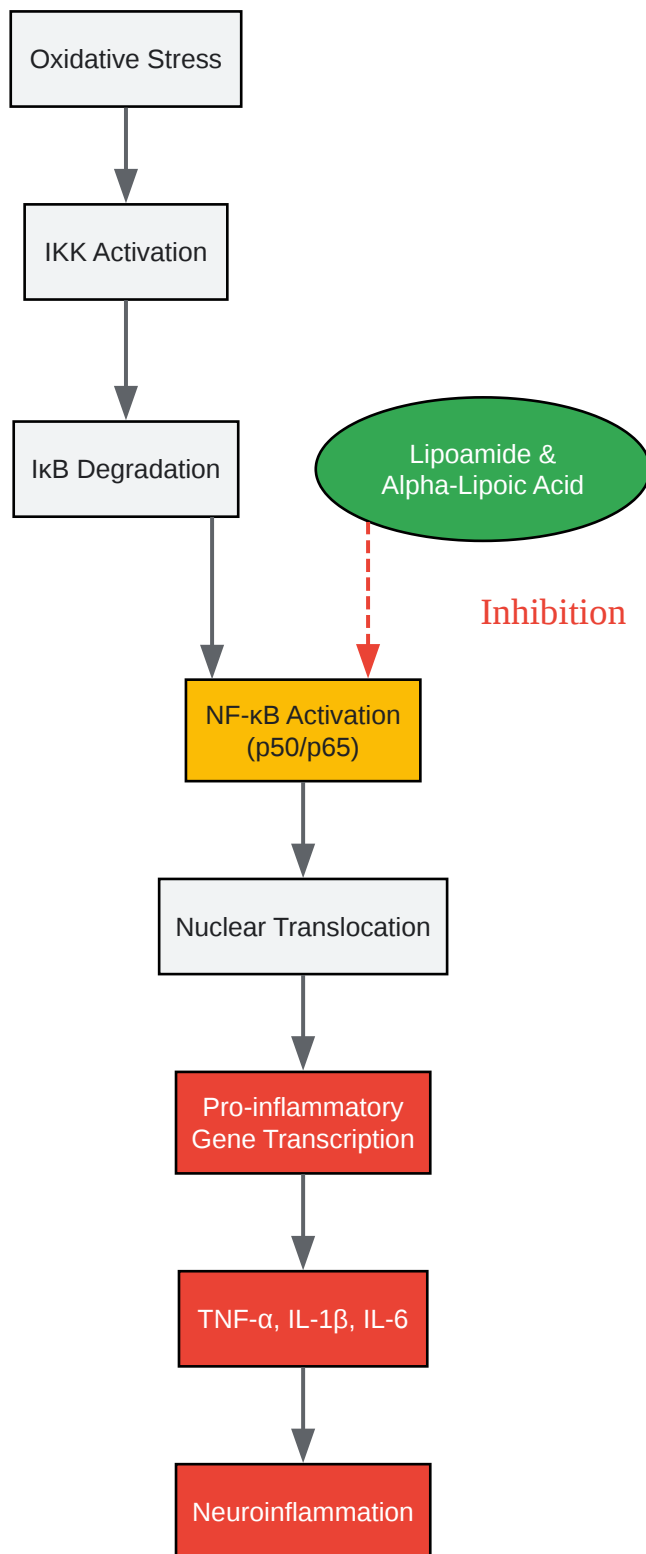 Oxidative Stress
IKK Activation
IκB Degradation
Lipoamide &
Alpha-Lipoic Acid
Inhibition
NF-κB Activation
(p50/p65)
Nuclear Translocation
Pro-inflammatory
Gene Transcription
TNF-α, IL-1β, IL-6
Neuroinflammation